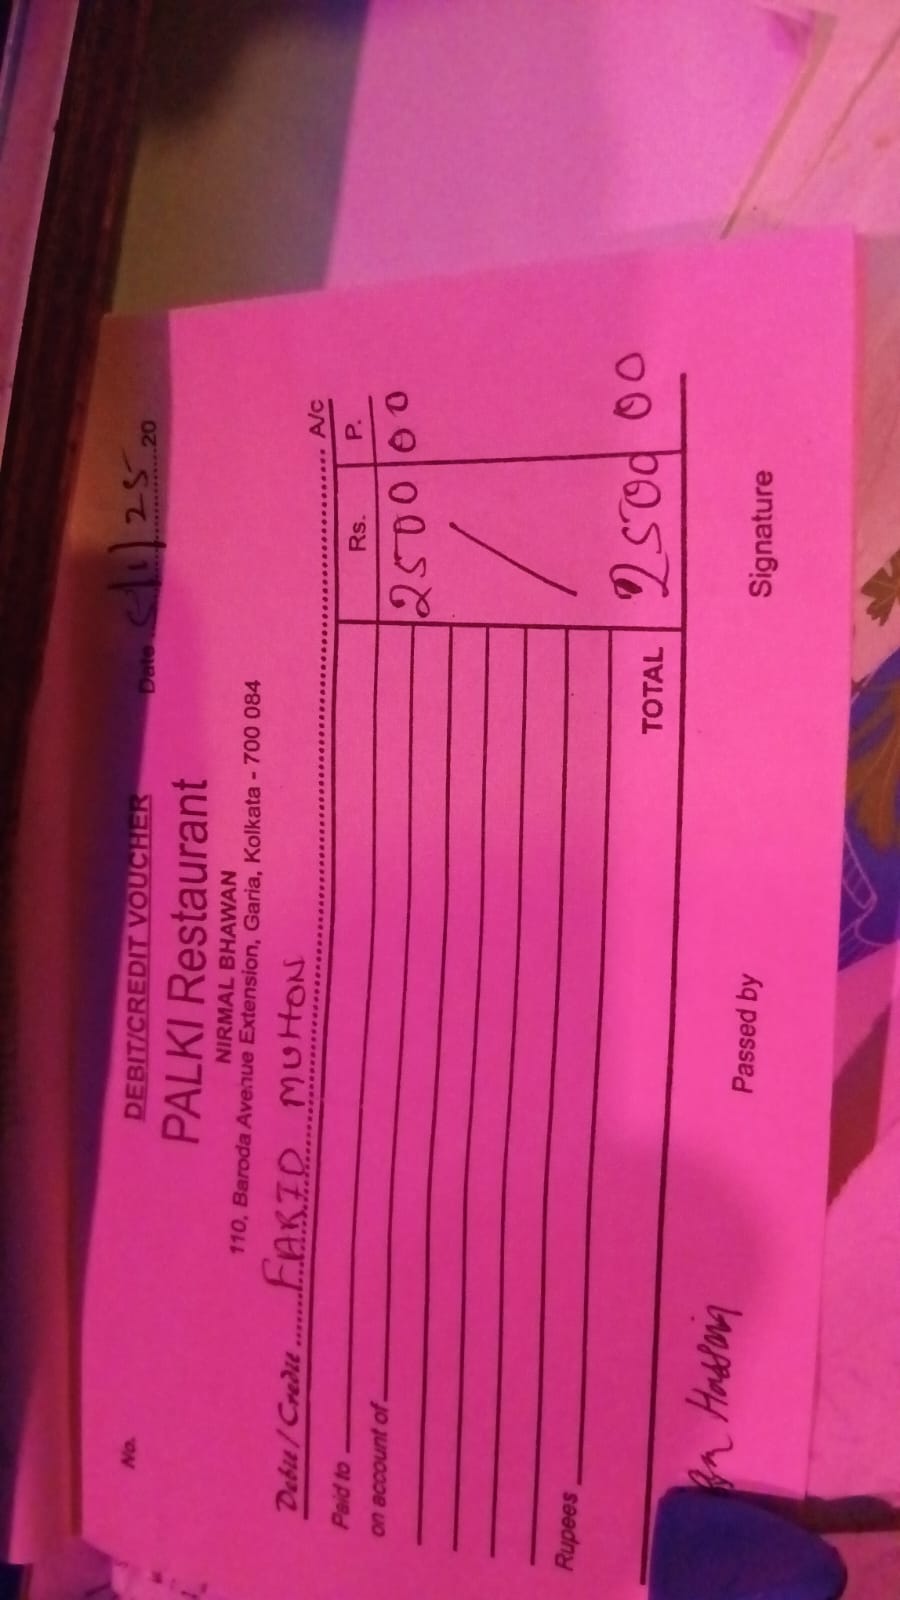 DEBIT/CREDIT VOUCHER
No.
Date 5/1/25 20
PALKI Restaurant
NIRMAL BHAWAN
110, Baroda Avenue Extension, Garia, Kolkata - 700 084
Debit / Credit FARID MUHON A/c
Paid to Rs. P.
on account of 2500 00
Rupees
TOTAL 2500 00
Hossain
Passed by Signature